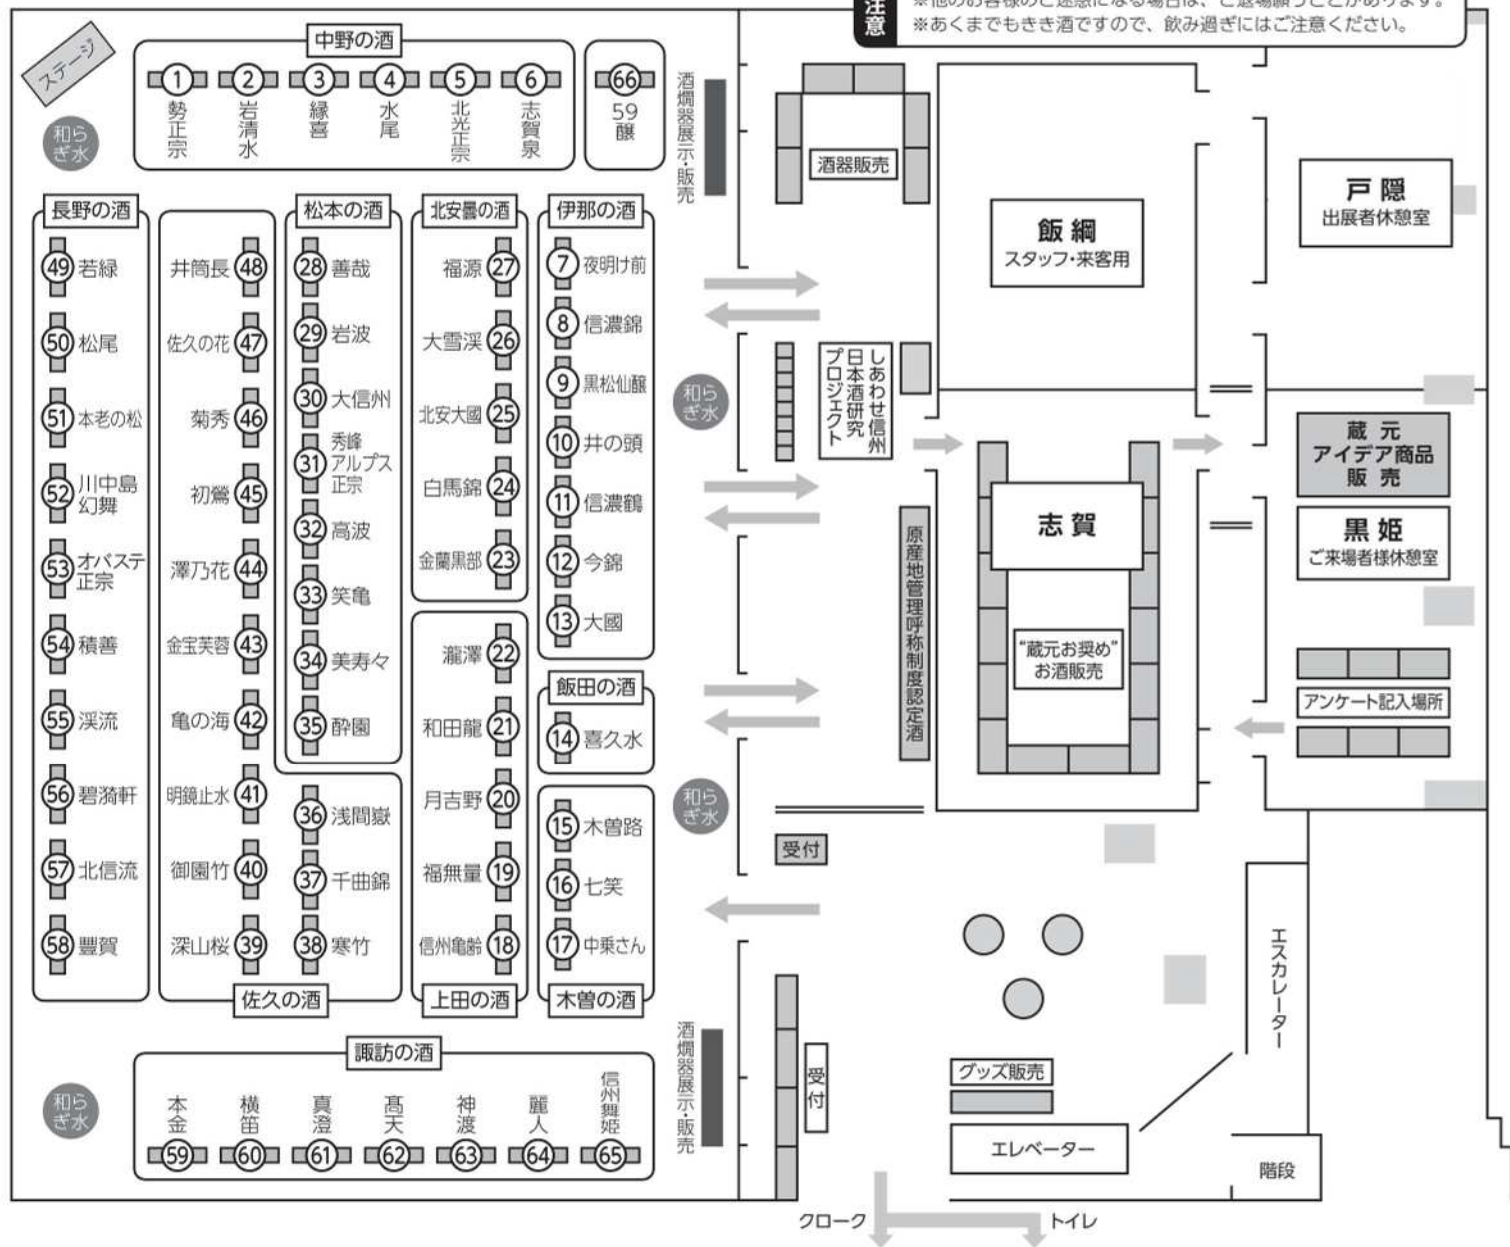 注意
※他のお客様のご迷惑になる場合は、ご退場願うことがあります。
※あくまでもきき酒ですので、飲み過ぎにはご注意ください。
ステージ
和らぎ水
中野の酒
① 勢正宗
② 岩清水
③ 縁喜
④ 水尾
⑤ 北光正宗
⑥ 志賀泉
66 59醸
酒燗器展示・販売
酒器販売
飯綱
スタッフ・来客用
戸隠
出展者休憩室
長野の酒
49 若緑
50 松尾
51 本老の松
52 川中島
幻舞
53 オバステ
正宗
54 積善
55 渓流
56 碧漪軒
57 北信流
58 豊賀
井筒長 48
佐久の花 47
菊秀 46
初鶯 45
澤乃花 44
金宝芙蓉 43
亀の海 42
明鏡止水 41
御園竹 40
深山桜 39
松本の酒
28 善哉
29 岩波
30 大信州
秀峰
31 アルプス
正宗
32 高波
33 笑亀
34 美寿々
35 酔園
36 浅間嶽
37 千曲錦
38 寒竹
佐久の酒
北安曇の酒
福源 27
大雪渓 26
北安大國 25
白馬錦 24
金蘭黒部 23
瀧澤 22
和田龍 21
月吉野 20
福無量 19
信州亀齢 18
上田の酒
伊那の酒
⑦ 夜明け前
⑧ 信濃錦
⑨ 黒松仙醸
⑩ 井の頭
⑪ 信濃鶴
⑫ 今錦
⑬ 大國
飯田の酒
⑭ 喜久水
⑮ 木曽路
⑯ 七笑
⑰ 中乗さん
木曽の酒
和らぎ水
和らぎ水
しあわせ信州
日本酒研究
プロジェクト
原産地管理呼称制度認定酒
志賀
“蔵元お奨め”
お酒販売
蔵元
アイデア商品
販売
黒姫
ご来場者様休憩室
アンケート記入場所
受付
諏訪の酒
本金 59
横笛 60
真澄 61
髙天 62
神渡 63
麗人 64
信州舞姫 65
和らぎ水
酒燗器展示・販売
受付
グッズ販売
エレベーター
エスカレーター
階段
クローク
トイレ